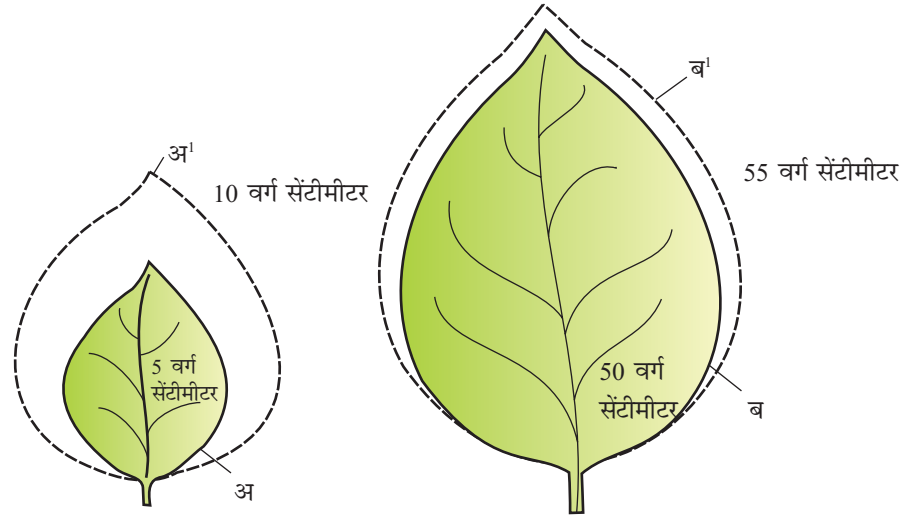 अ¹
10 वर्ग सेंटीमीटर
5 वर्ग
सेंटीमीटर
अ
ब¹
55 वर्ग सेंटीमीटर
50 वर्ग
सेंटीमीटर
ब